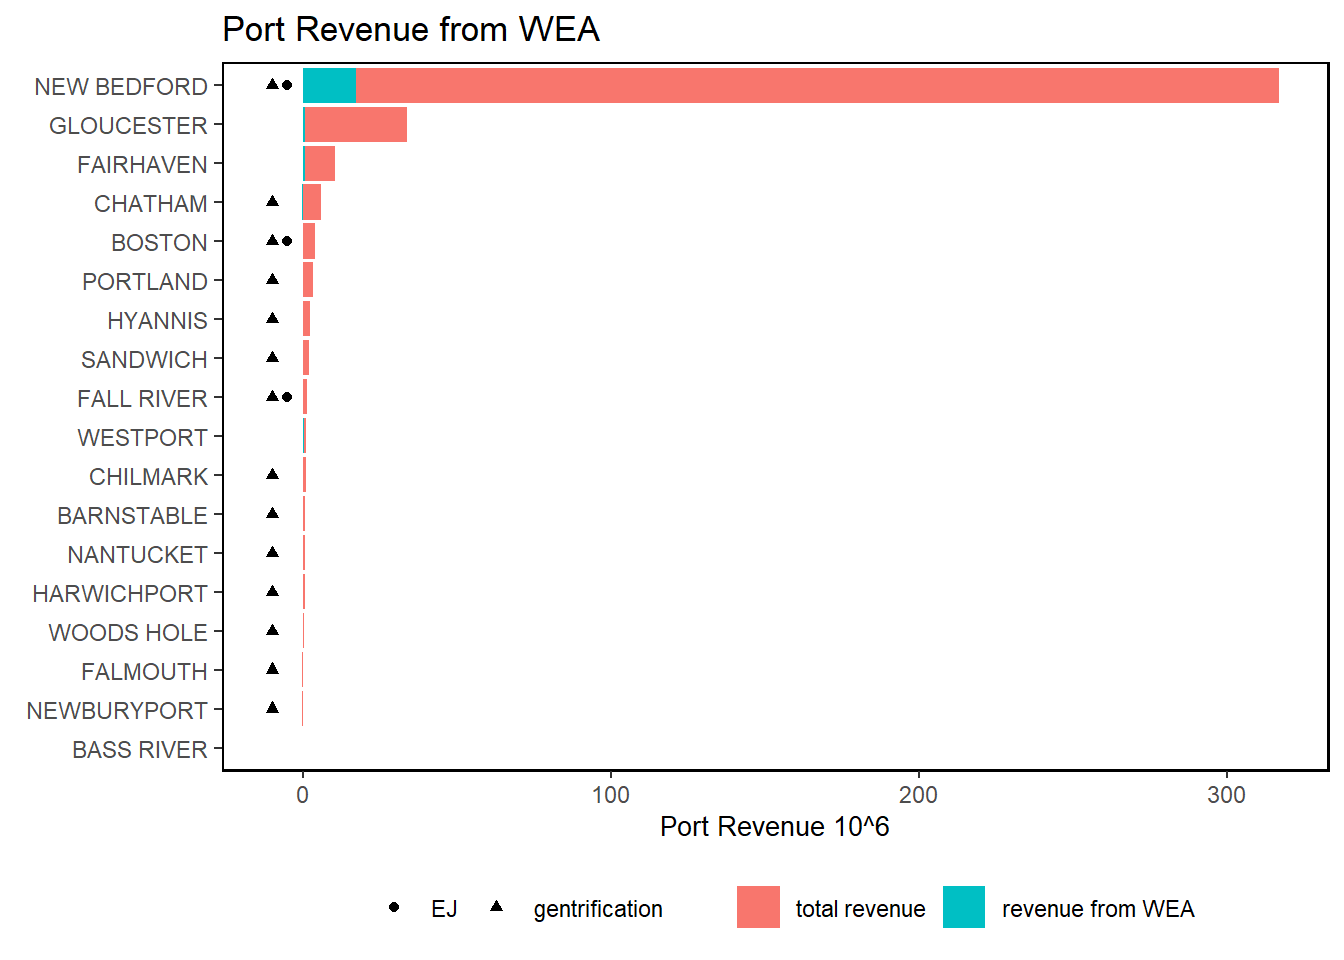 Port Revenue from WEA
NEW BEDFORD
GLOUCESTER
FAIRHAVEN
CHATHAM
BOSTON
PORTLAND
HYANNIS
SANDWICH
FALL RIVER
WESTPORT
CHILMARK
BARNSTABLE
NANTUCKET
HARWICHPORT
WOODS HOLE
FALMOUTH
NEWBURYPORT
BASS RIVER
0 100 200 300
Port Revenue 10^6
EJ gentrification total revenue revenue from WEA